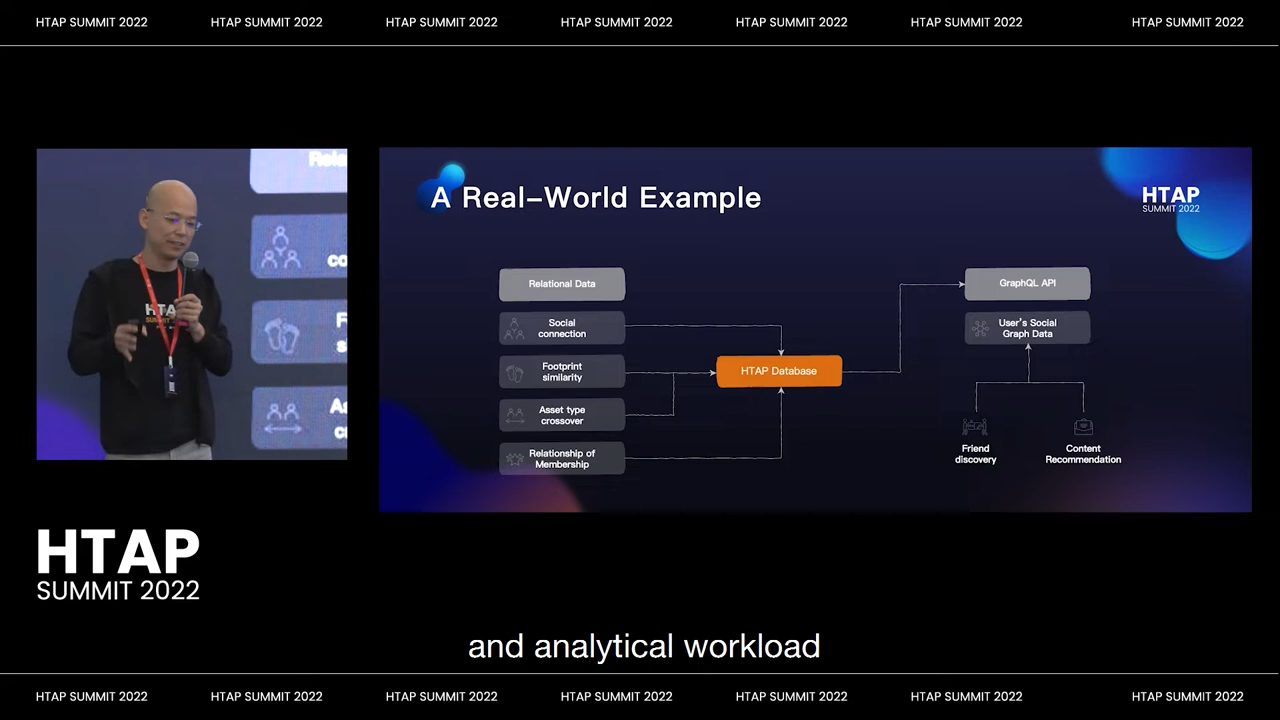 HTAP SUMMIT 2022 HTAP SUMMIT 2022 HTAP SUMMIT 2022 HTAP SUMMIT 2022 HTAP SUMMIT 2022 HTAP SUMMIT 2022 HTAP SUMMIT 2022
A Real-World Example
HTAP
SUMMIT 2022
Relational Data
Social
connection
Footprint
similarity
Asset type
crossover
Relationship of
Membership
HTAP Database
GraphQL API
User's Social
Graph Data
Friend
discovery
Content
Recommendation
HTAP
SUMMIT 2022
and analytical workload
HTAP SUMMIT 2022 HTAP SUMMIT 2022 HTAP SUMMIT 2022 HTAP SUMMIT 2022 HTAP SUMMIT 2022 HTAP SUMMIT 2022 HTAP SUMMIT 2022